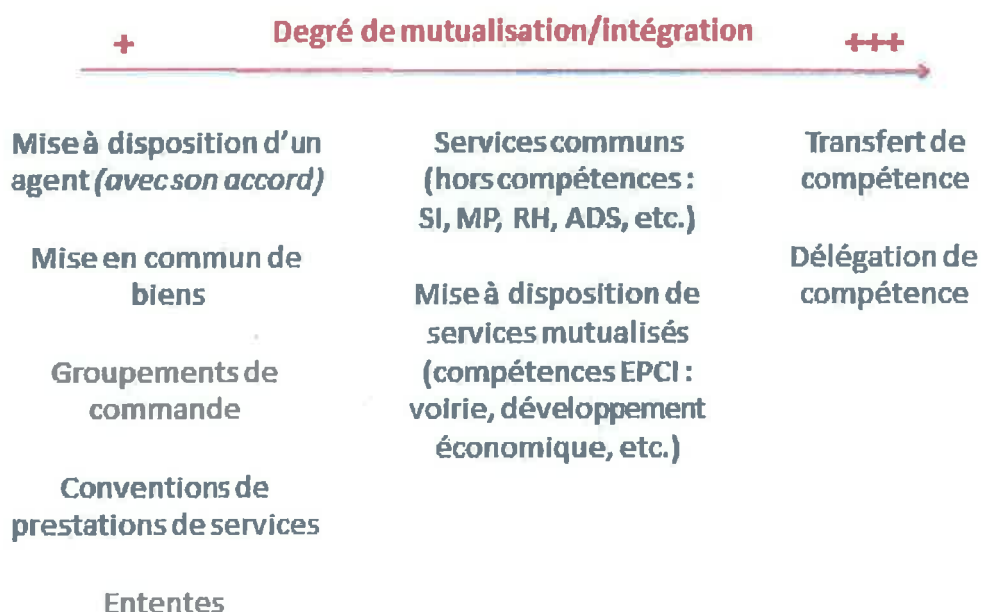 + Degré de mutualisation/intégration +++
Mise à disposition d'un
agent (avec son accord)
Mise en commun de
biens
Groupements de
commande
Conventions de
prestations de services
Ententes
Services communs
(hors compétences :
SI, MP, RH, ADS, etc.)
Mise à disposition de
services mutualisés
(compétences EPCI :
voirie, développement
économique, etc.)
Transfert de
compétence
Délégation de
compétence